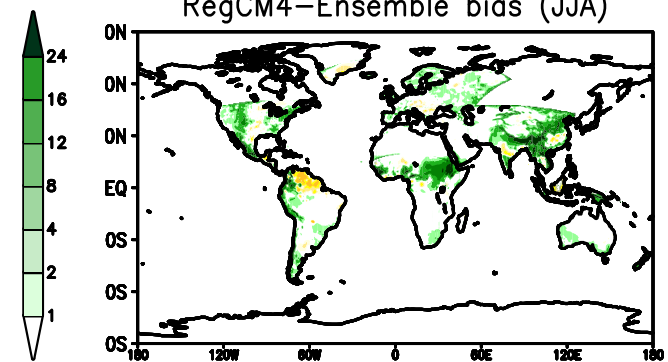 RegCM4-Ensemble bias (JJA)
24
16
12
8
4
2
1
0N
0N
0N
EQ
0S
0S
0S
180
120W
60W
0
60E
120E
180